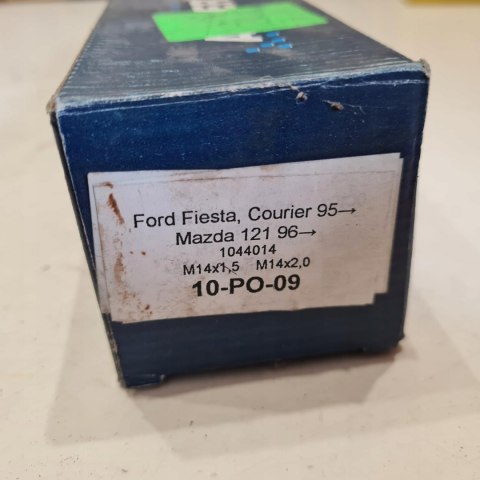 Ford Fiesta, Courier 95→
Mazda 121 96→
1044014
M14x1,5 M14x2,0
10-PO-09